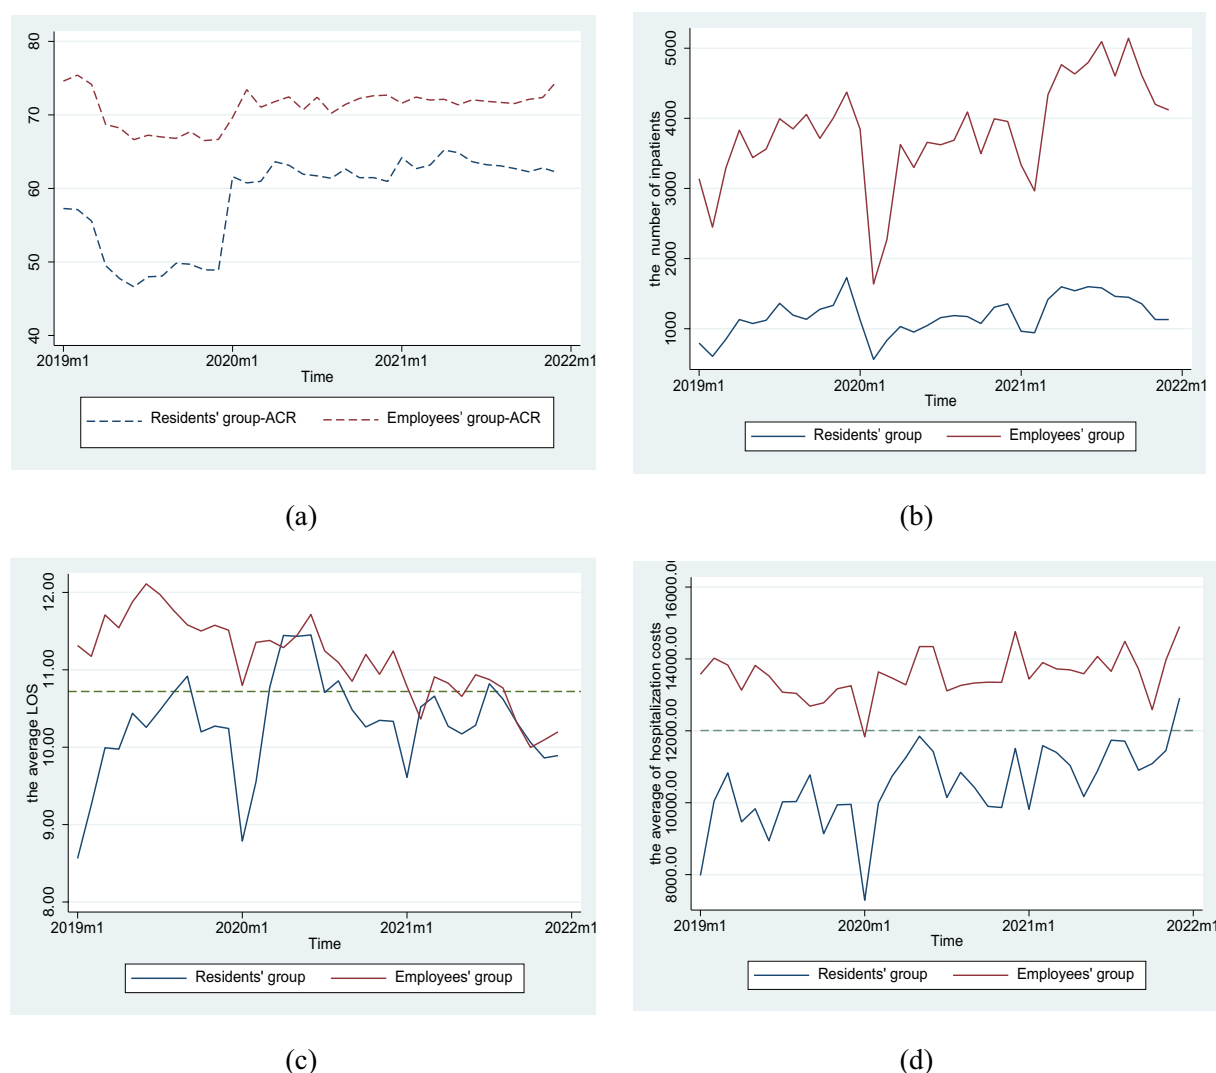 80
70
60
50
40
2019m1 2020m1 2021m1 2022m1
Time
Residents' group-ACR Employees' group-ACR
(a)
the number of inpatients
5000
4000
3000
2000
1000
2019m1 2020m1 2021m1 2022m1
Time
Residents' group Employees' group
(b)
the average LOS
12.00
11.00
10.00
9.00
8.00
2019m1 2020m1 2021m1 2022m1
Time
Residents' group Employees' group
(c)
the average of hospitalization costs
16000.00
14000.00
12000.00
10000.00
8000.00
2019m1 2020m1 2021m1 2022m1
Time
Residents' group Employees' group
(d)